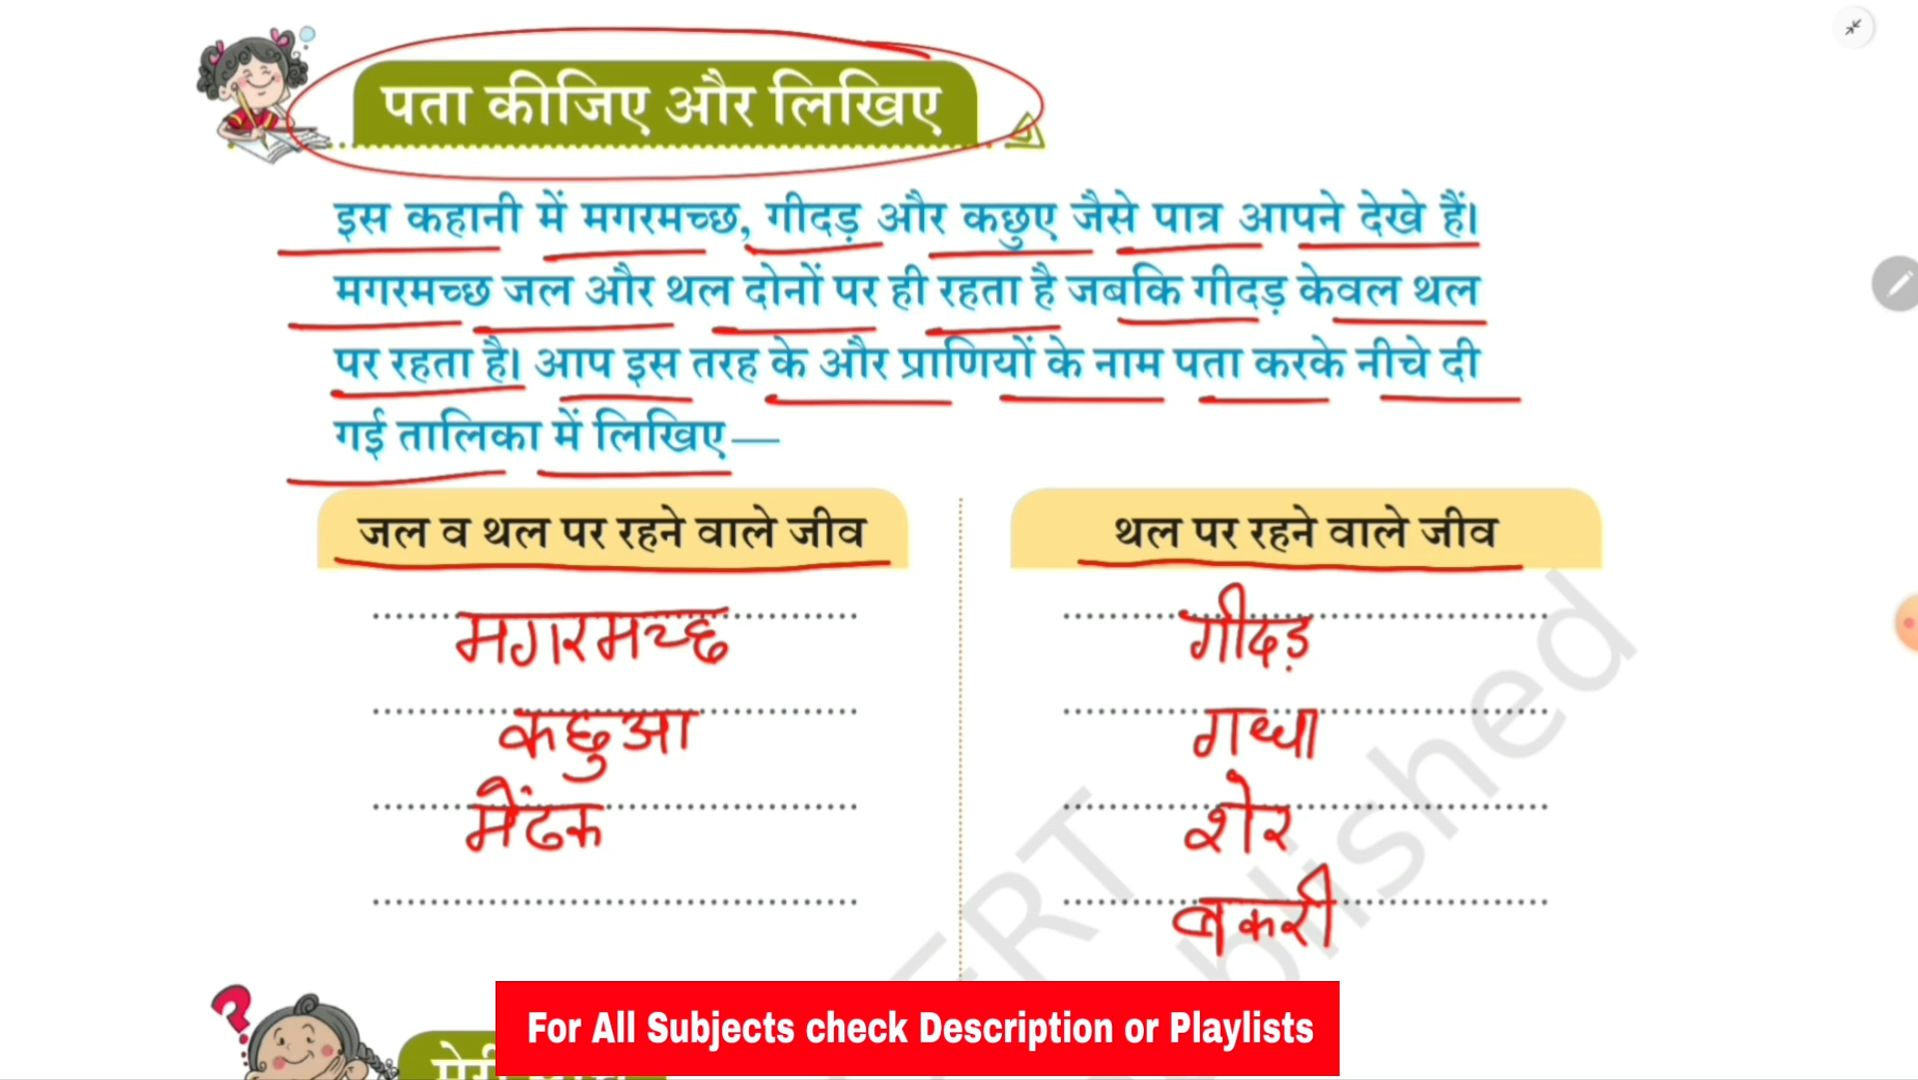 पता कीजिए और लिखिए
इस कहानी में मगरमच्छ, गीदड़ और कछुए जैसे पात्र आपने देखे हैं।
मगरमच्छ जल और थल दोनों पर ही रहता है जबकि गीदड़ केवल थल
पर रहता है। आप इस तरह के और प्राणियों के नाम पता करके नीचे दी
गई तालिका में लिखिए—
जल व थल पर रहने वाले जीव
थल पर रहने वाले जीव
मगरमच्छ
गीदड़
कछुआ
गध्धा
मेंढक
शेर
बकरी
For All Subjects check Description or Playlists